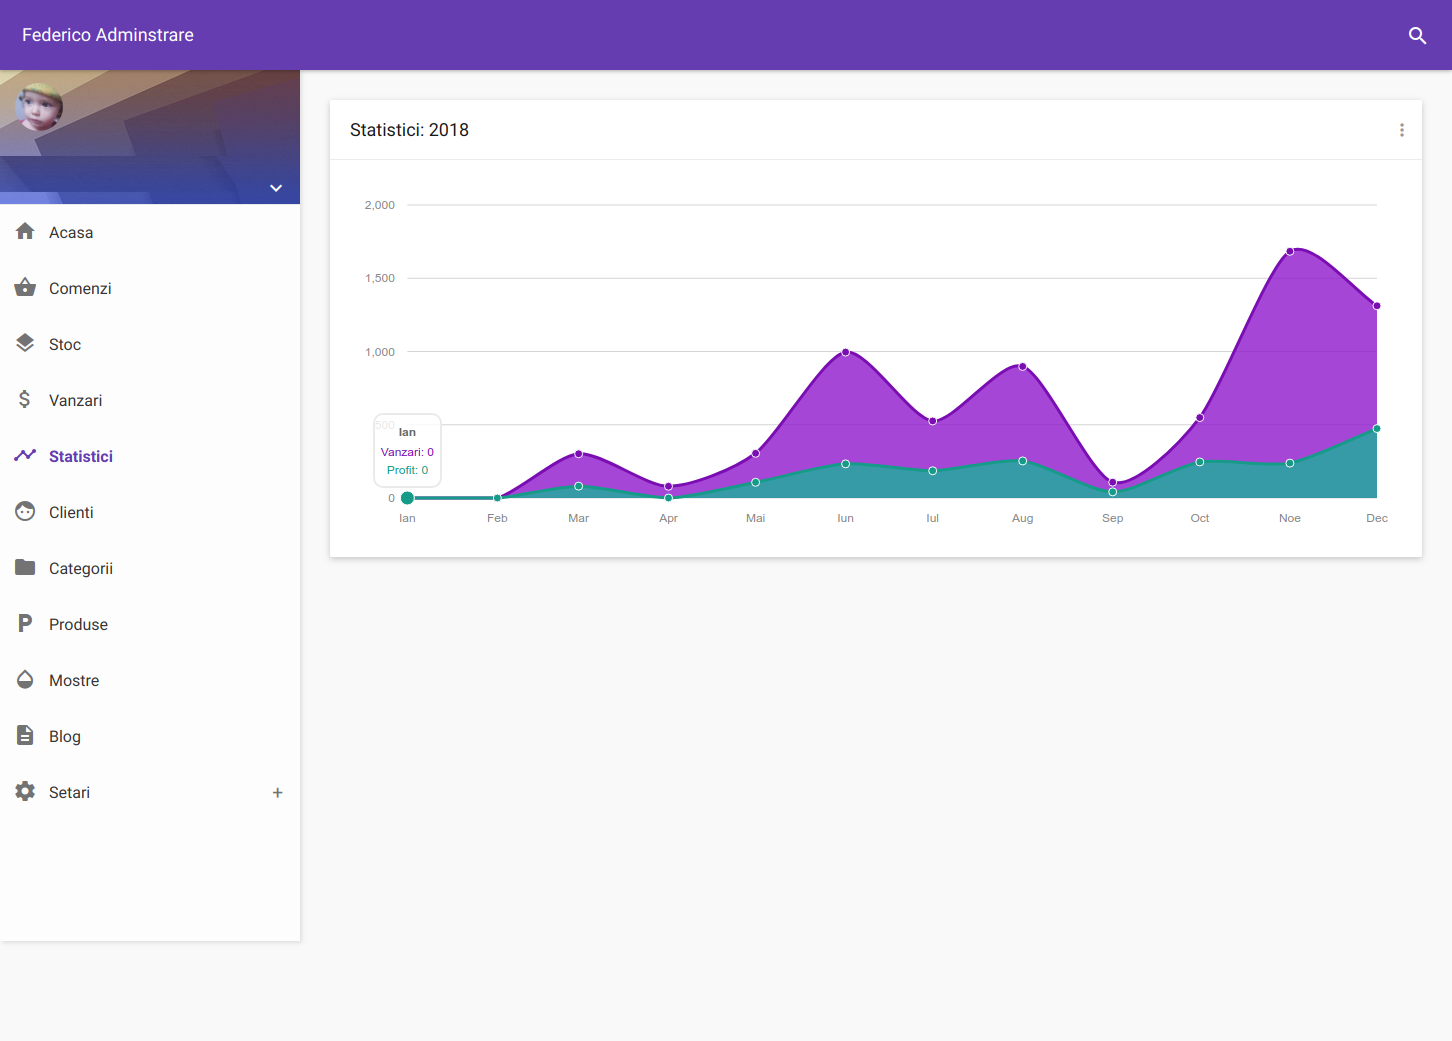 Federico Adminstrare
Acasa
Comenzi
Stoc
Vanzari
Statistici
Clienti
Categorii
P Produse
Mostre
Blog
Setari +
Statistici: 2018
2,000
1,500
1,000
500
0
Ian
Vanzari: 0
Profit: 0
Ian Feb Mar Apr Mai Iun Iul Aug Sep Oct Noe Dec